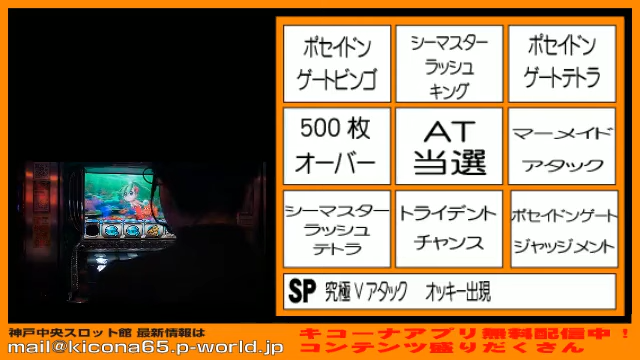 ポセイドン
ゲートビンゴ
シーマスター
ラッシュ
キング
ポセイドン
ゲートテトラ
500枚
オーバー
AT
当選
マーメイド
アタック
シーマスター
ラッシュ
テトラ
トライデント
チャンス
ポセイドンゲート
ジャッジメント
SP 究極Vアタック オッキー出現
神戸中央スロット館 最新情報は
mail@kicona65.p-world.jp
キコーナアプリ無料配信中！
コンテンツ盛りだくさん